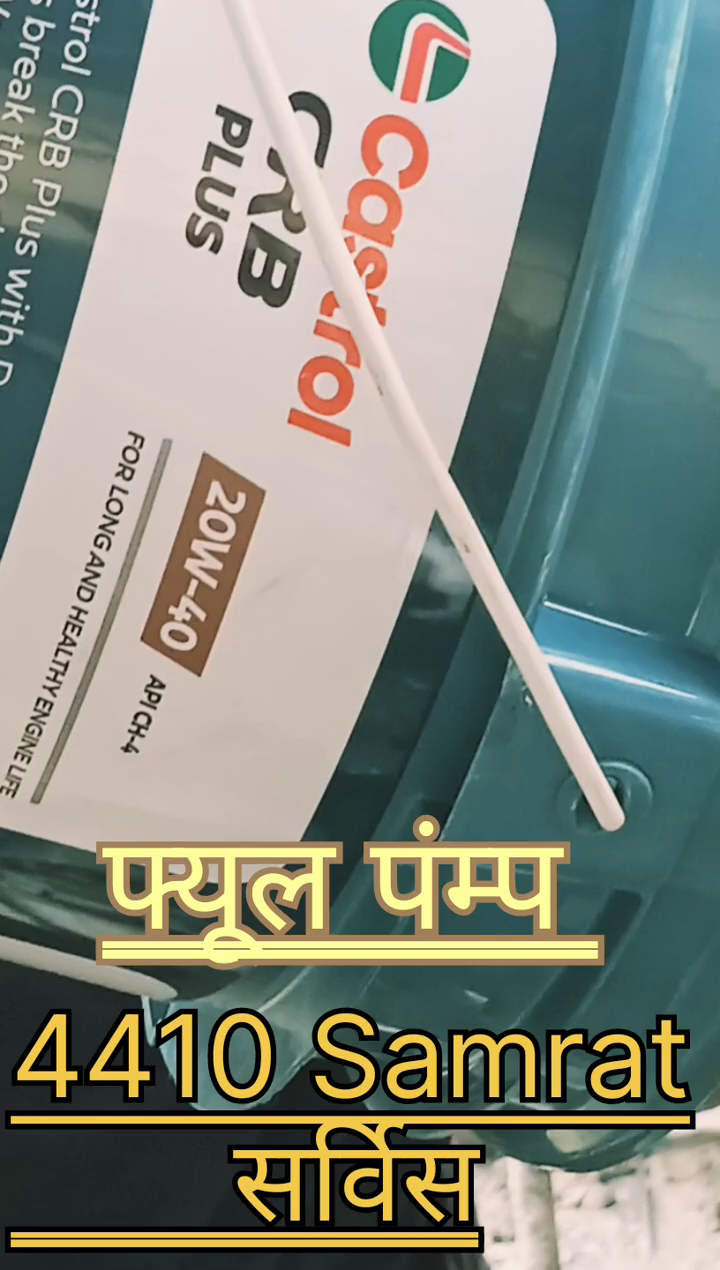 Castrol
CRB
PLUS
20W-40
API CH-4
FOR LONG AND HEALTHY ENGINE LIFE
strol CRB Plus with D
break the
फ्यूल पंम्प
4410 Samrat
सर्विस